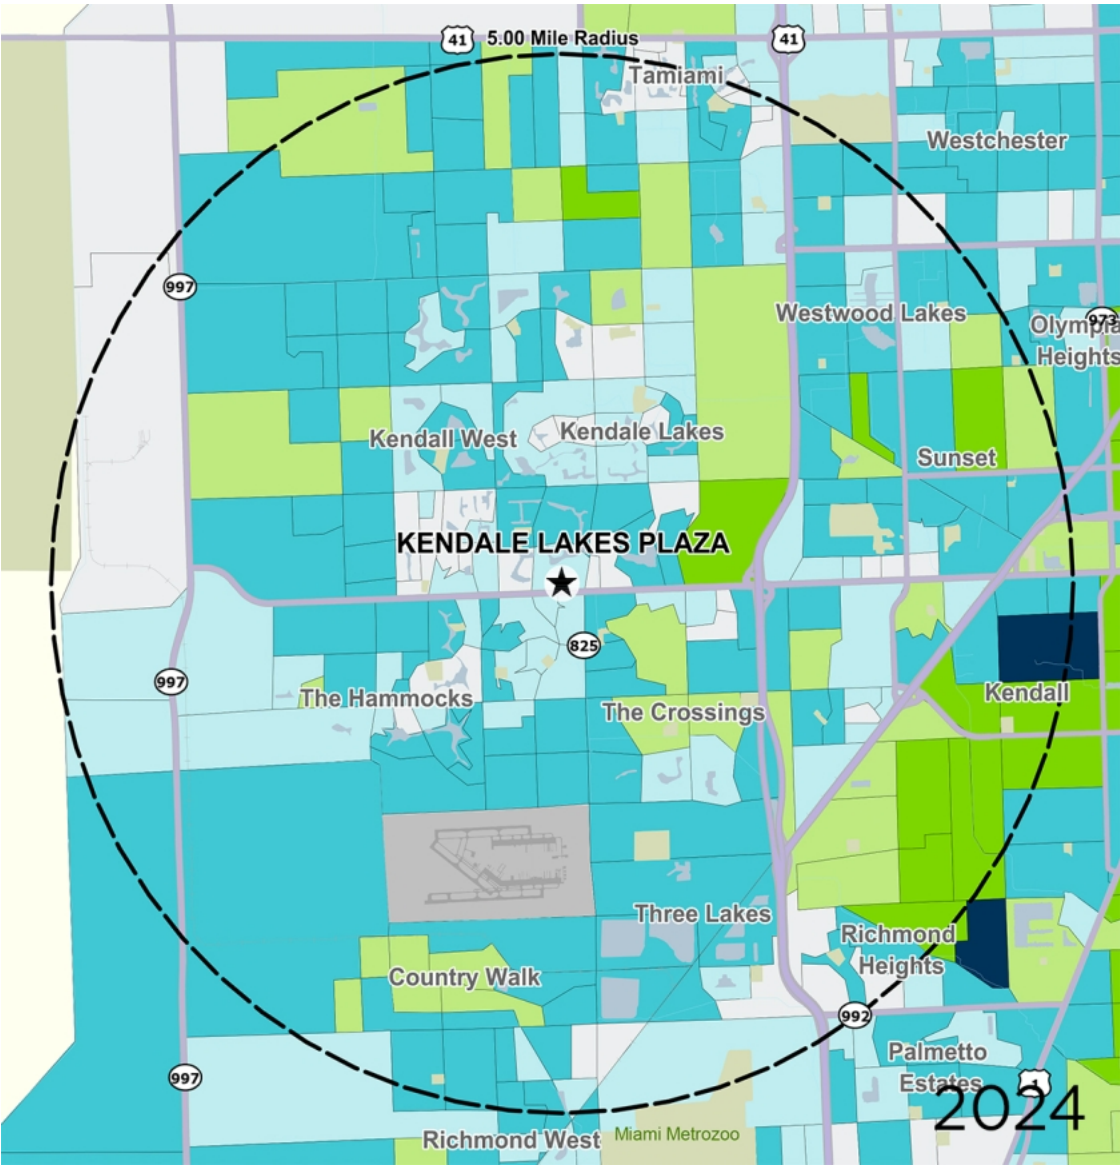 41
5.00 Mile Radius
41
Tamiami
Westchester
997
Westwood Lakes
973
Olympia
Heights
Kendall West
Kendale Lakes
Sunset
KENDALE LAKES PLAZA
825
997
The Hammocks
The Crossings
Kendall
Three Lakes
Richmond
Heights
Country Walk
992
Palmetto
Estates
997
1
2024
Richmond West
Miami Metrozoo